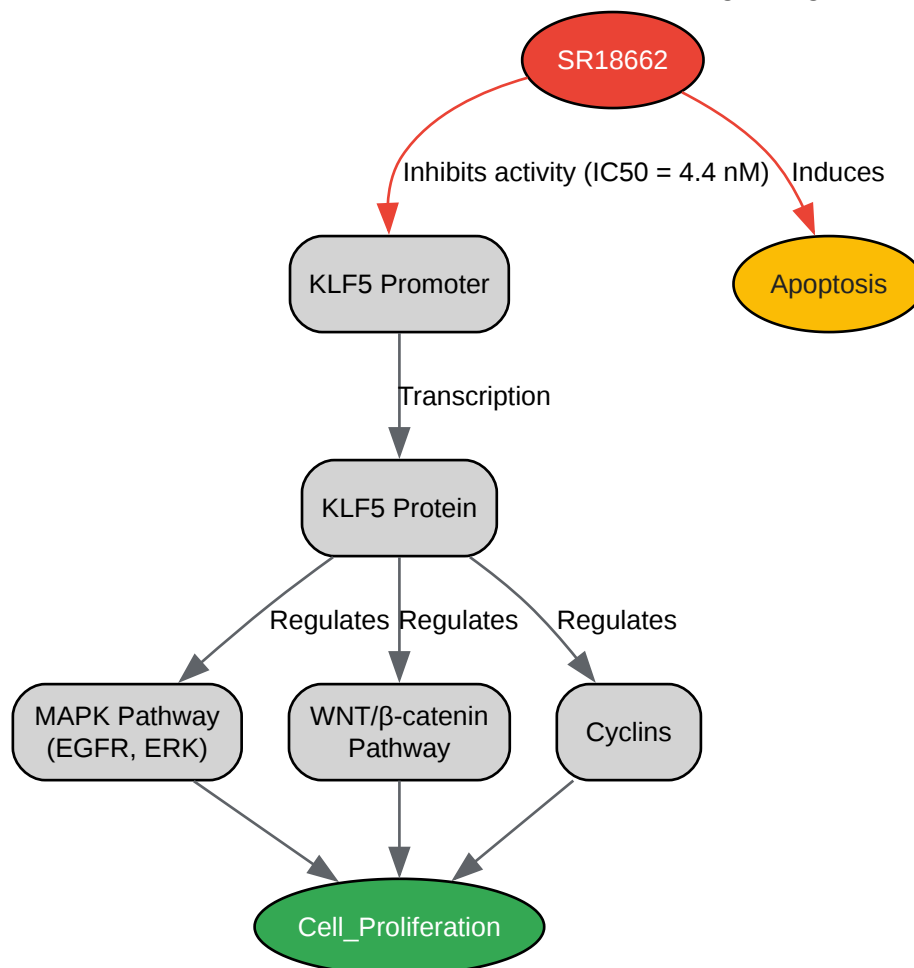 SR18662
Inhibits activity (IC50 = 4.4 nM)
Induces
KLF5 Promoter
Apoptosis
Transcription
KLF5 Protein
Regulates
Regulates
Regulates
MAPK Pathway
(EGFR, ERK)
WNT/β-catenin
Pathway
Cyclins
Cell_Proliferation